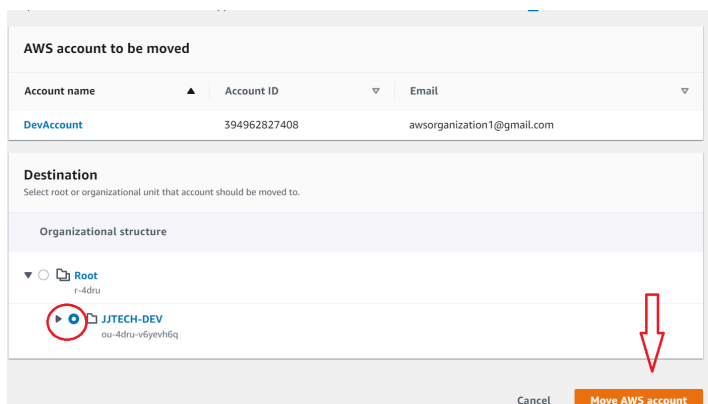 AWS account to be moved
Account name Account ID Email
DevAccount 394962827408 awsorganization1@gmail.com
Destination
Select root or organizational unit that account should be moved to.
Organizational structure
Root
r-4dru
JJTECH-DEV
ou-4dru-v6yevh6q
Cancel Move AWS account